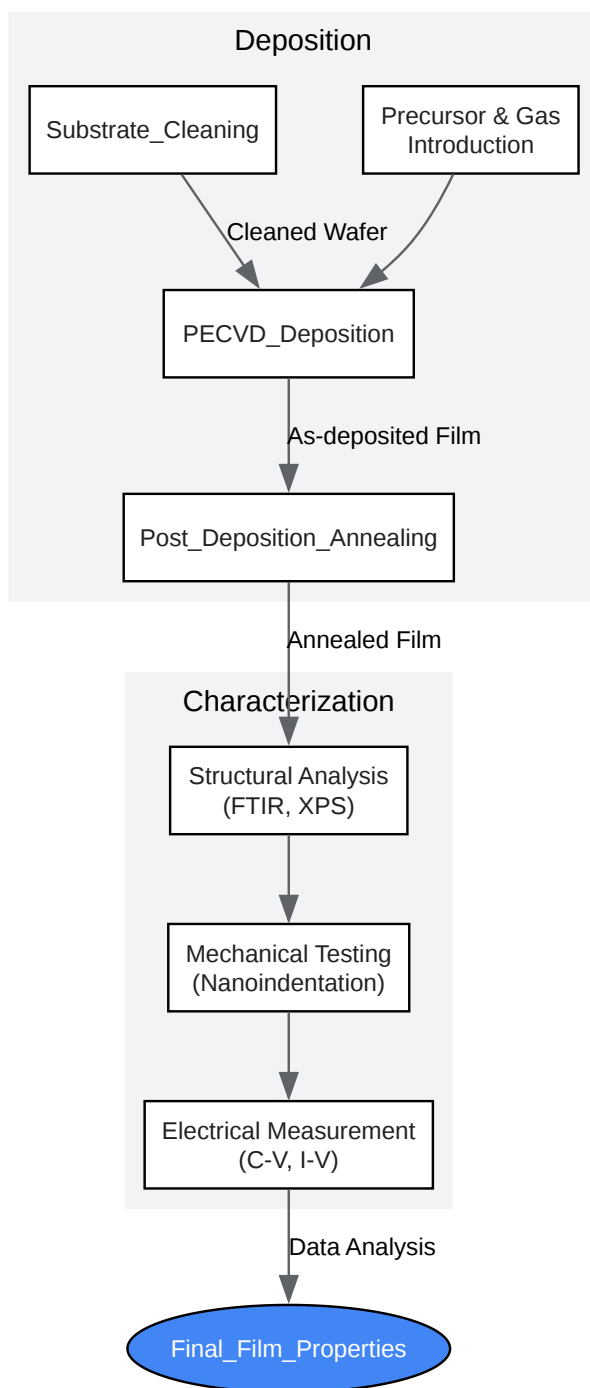 Deposition
Substrate_Cleaning
Precursor & Gas
Introduction
Cleaned Wafer
PECVD_Deposition
As-deposited Film
Post_Deposition_Annealing
Annealed Film
Characterization
Structural Analysis
(FTIR, XPS)
Mechanical Testing
(Nanoindentation)
Electrical Measurement
(C-V, I-V)
Data Analysis
Final_Film_Properties